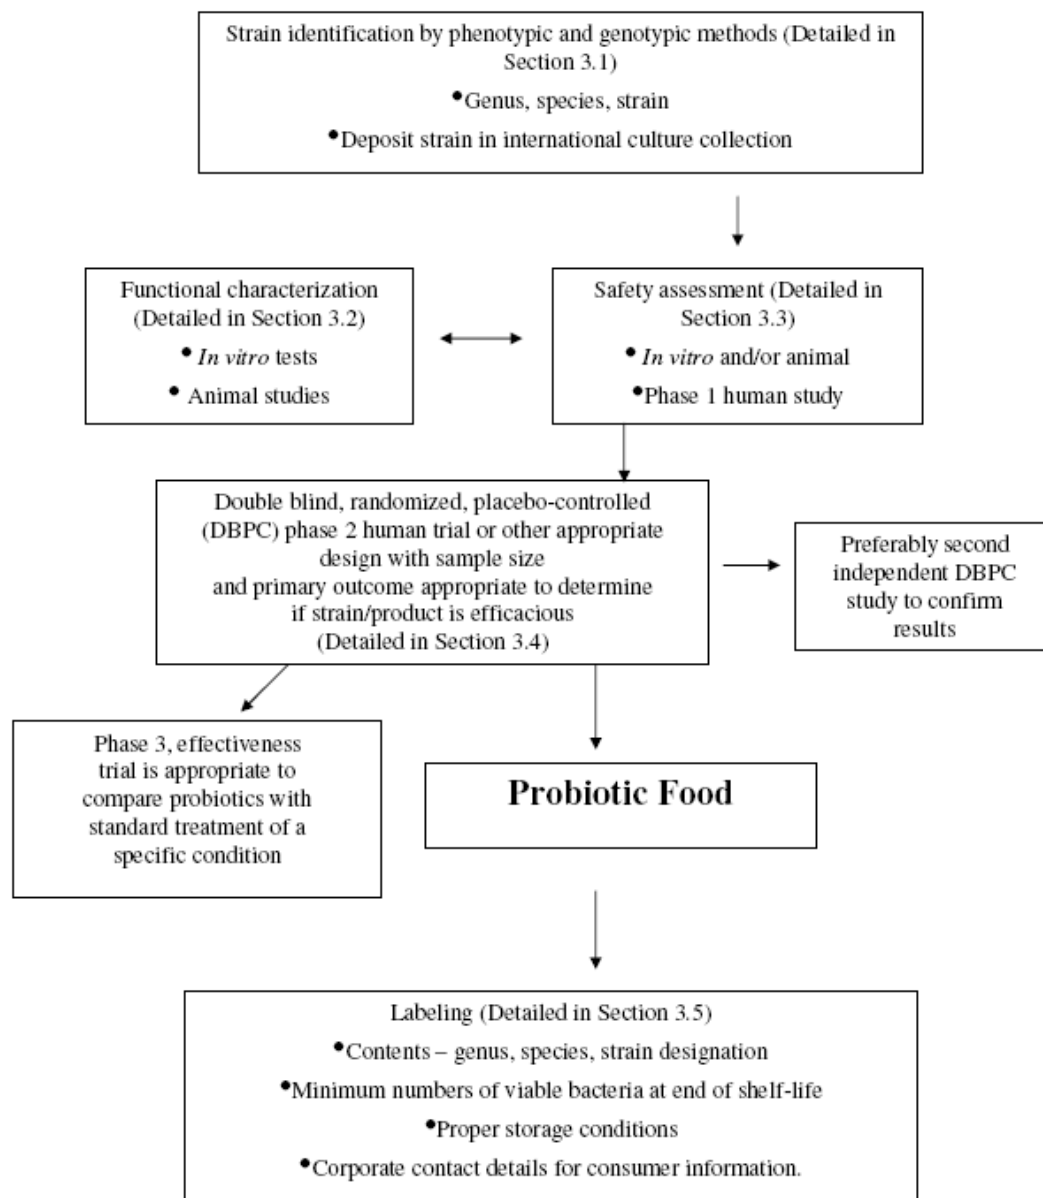 Strain identification by phenotypic and genotypic methods (Detailed in
Section 3.1)
•Genus, species, strain
•Deposit strain in international culture collection
Functional characterization
(Detailed in Section 3.2)
• In vitro tests
• Animal studies
Safety assessment (Detailed in
Section 3.3)
• In vitro and/or animal
•Phase 1 human study
Double blind, randomized, placebo-controlled
(DBPC) phase 2 human trial or other appropriate
design with sample size
and primary outcome appropriate to determine
if strain/product is efficacious
(Detailed in Section 3.4)
Preferably second
independent DBPC
study to confirm
results
Phase 3, effectiveness
trial is appropriate to
compare probiotics with
standard treatment of a
specific condition
Probiotic Food
Labeling (Detailed in Section 3.5)
•Contents – genus, species, strain designation
•Minimum numbers of viable bacteria at end of shelf-life
•Proper storage conditions
•Corporate contact details for consumer information.